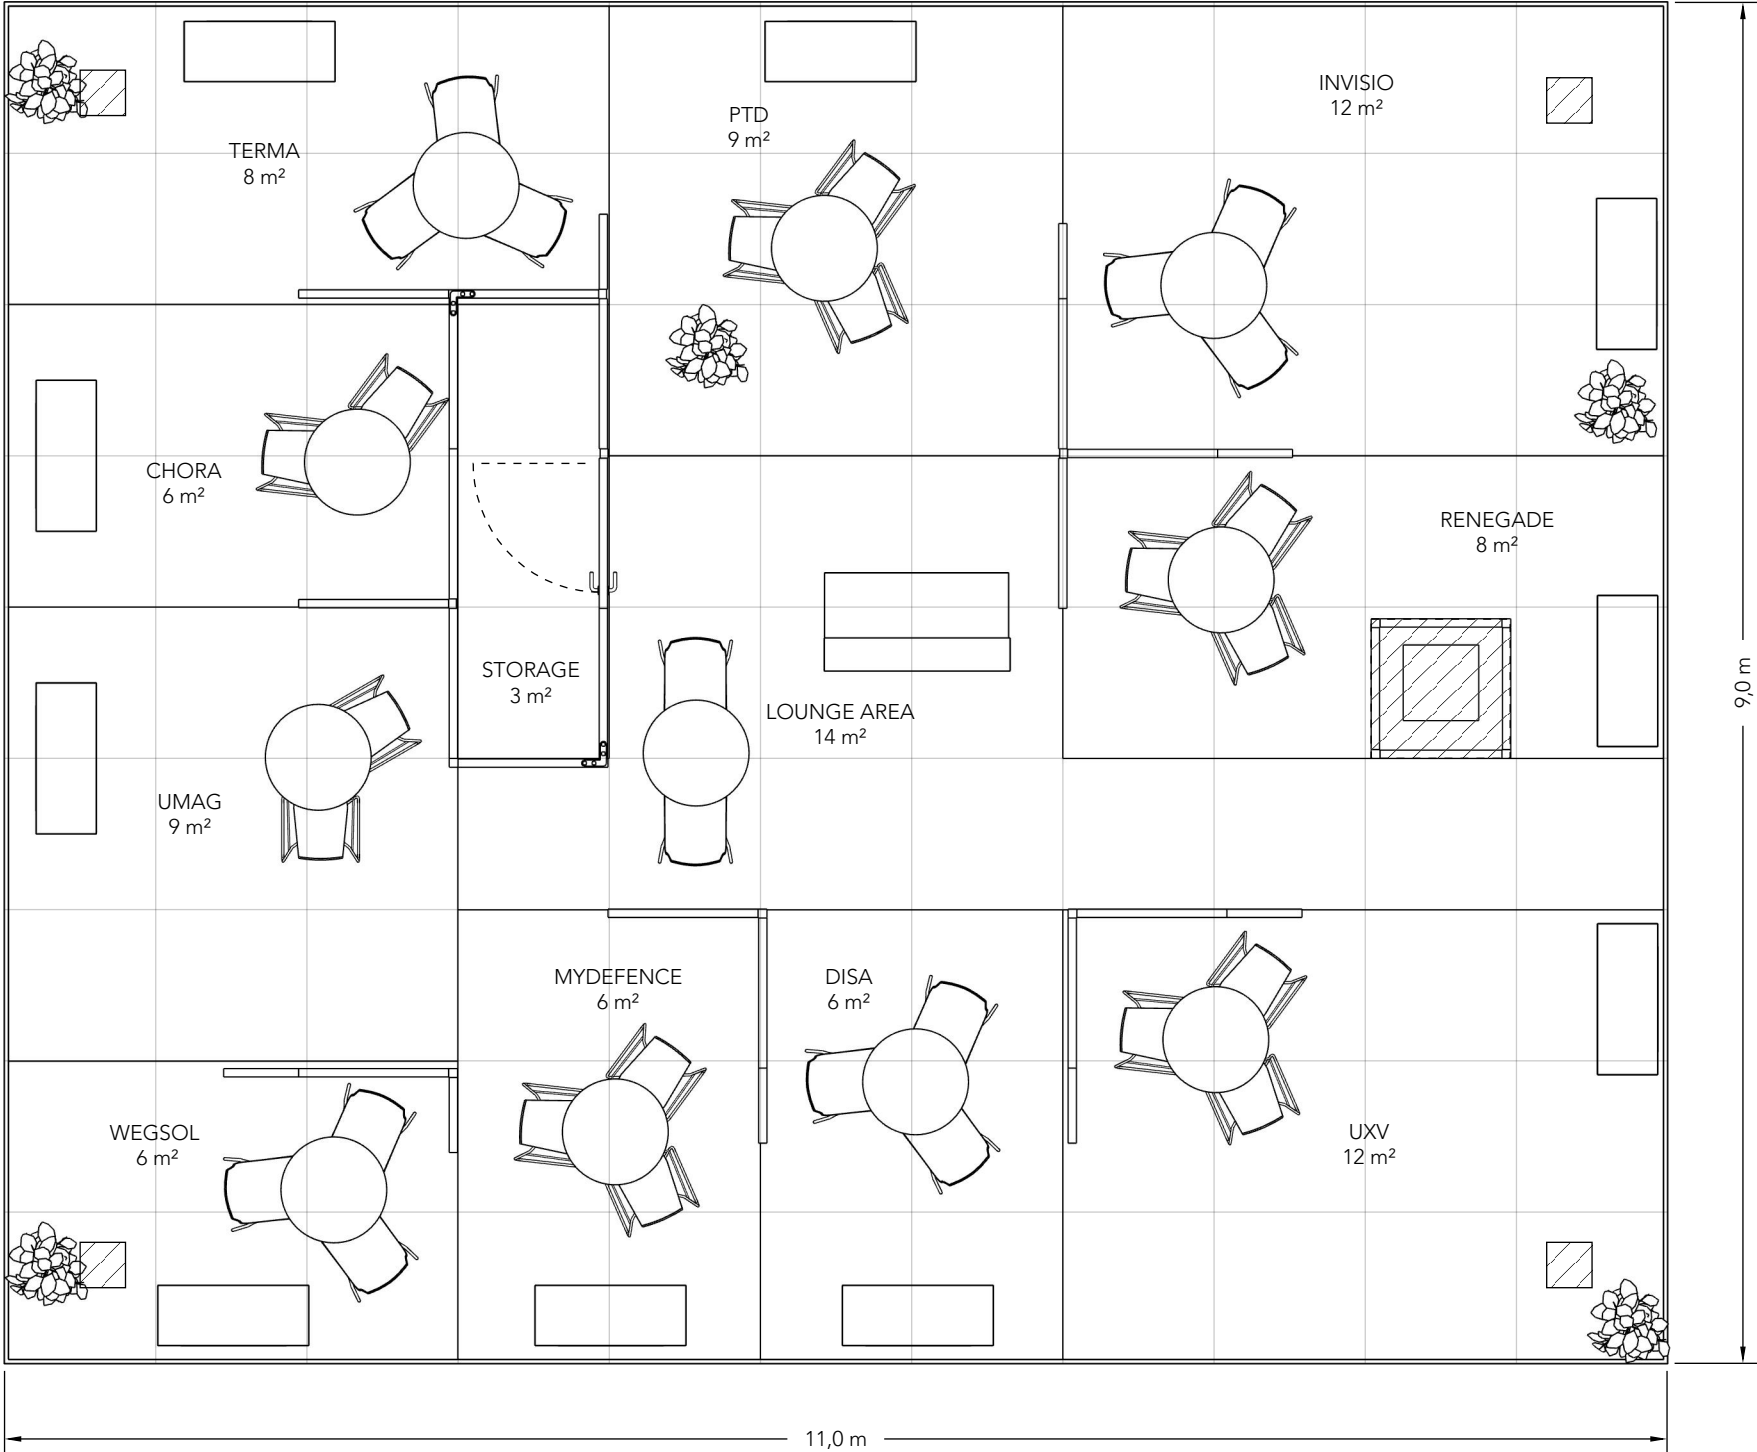 INVISIO
12 m²
PTD
9 m²
TERMA
8 m²
CHORA
6 m²
RENEGADE
8 m²
STORAGE
3 m²
LOUNGE AREA
14 m²
9,0 m
UMAG
9 m²
MYDEFENCE
6 m²
DISA
6 m²
WEGSOL
6 m²
UXV
12 m²
11,0 m